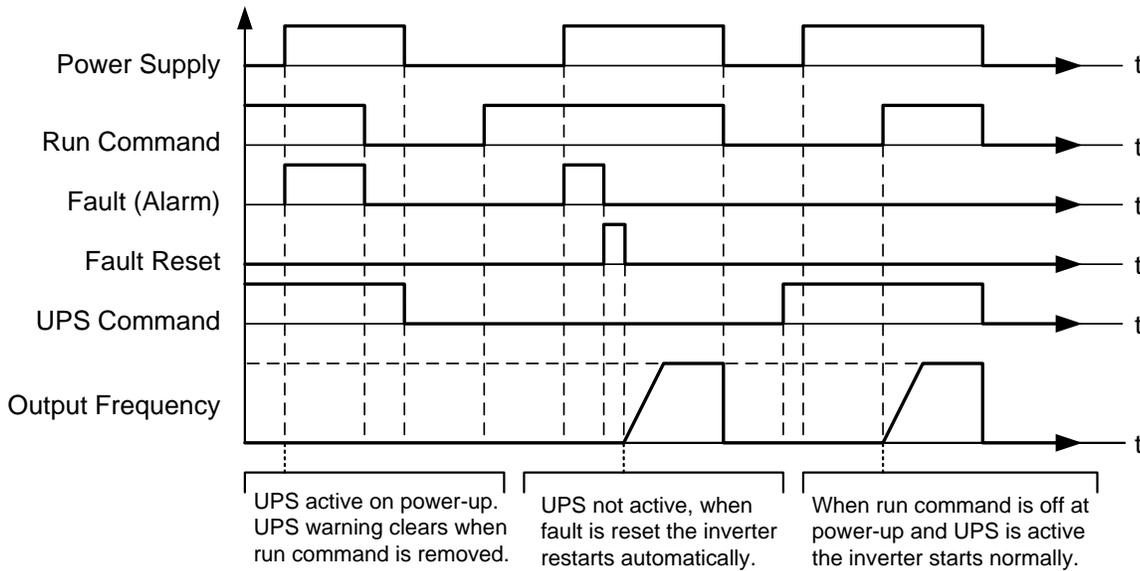 Power Supply
t
Run Command
t
Fault (Alarm)
t
Fault Reset
t
UPS Command
t
Output Frequency
t
UPS active on power-up.
UPS warning clears when
run command is removed.
UPS not active, when
fault is reset the inverter
restarts automatically.
When run command is off at
power-up and UPS is active
the inverter starts normally.